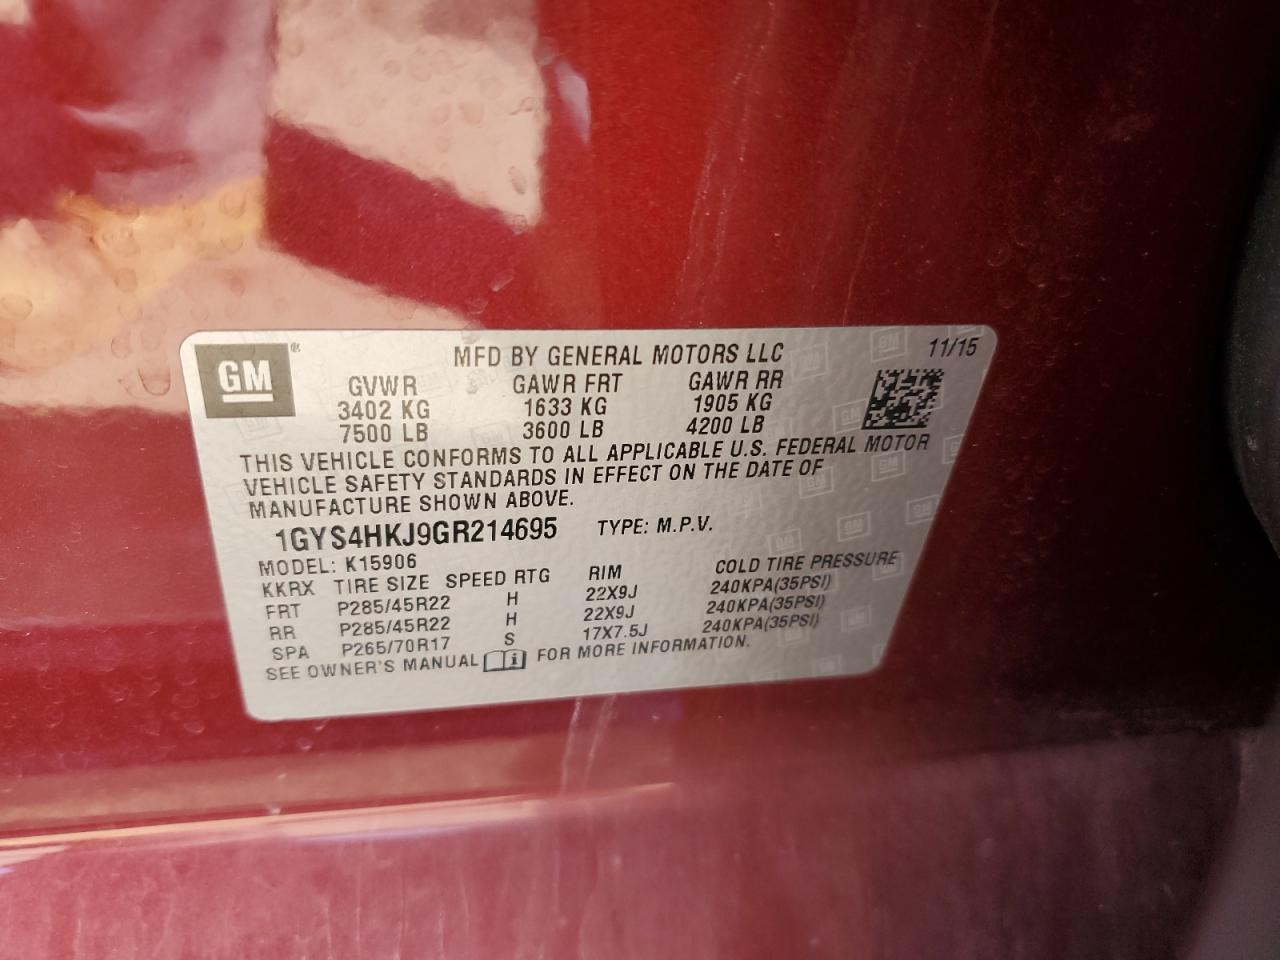 GM®
MFD BY GENERAL MOTORS LLC 11/15
GVWR GAWR FRT GAWR RR
3402 KG 1633 KG 1905 KG
7500 LB 3600 LB 4200 LB
THIS VEHICLE CONFORMS TO ALL APPLICABLE U.S. FEDERAL MOTOR
VEHICLE SAFETY STANDARDS IN EFFECT ON THE DATE OF
MANUFACTURE SHOWN ABOVE.
1GYS4HKJ9GR214695 TYPE: M.P.V.
MODEL: K15906
KKRX TIRE SIZE SPEED RTG RIM COLD TIRE PRESSURE
FRT P285/45R22 H 22X9J 240KPA(35PSI)
RR P285/45R22 H 22X9J 240KPA(35PSI)
SPA P265/70R17 S 17X7.5J 240KPA(35PSI)
SEE OWNER'S MANUAL i FOR MORE INFORMATION.